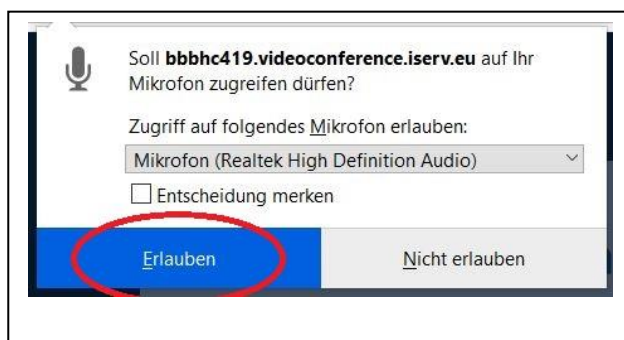 Soll bbbhc419.videoconference.iserv.eu auf Ihr
Mikrofon zugreifen dürfen?
Zugriff auf folgendes Mikrofon erlauben:
Mikrofon (Realtek High Definition Audio)
Entscheidung merken
Erlauben
Nicht erlauben